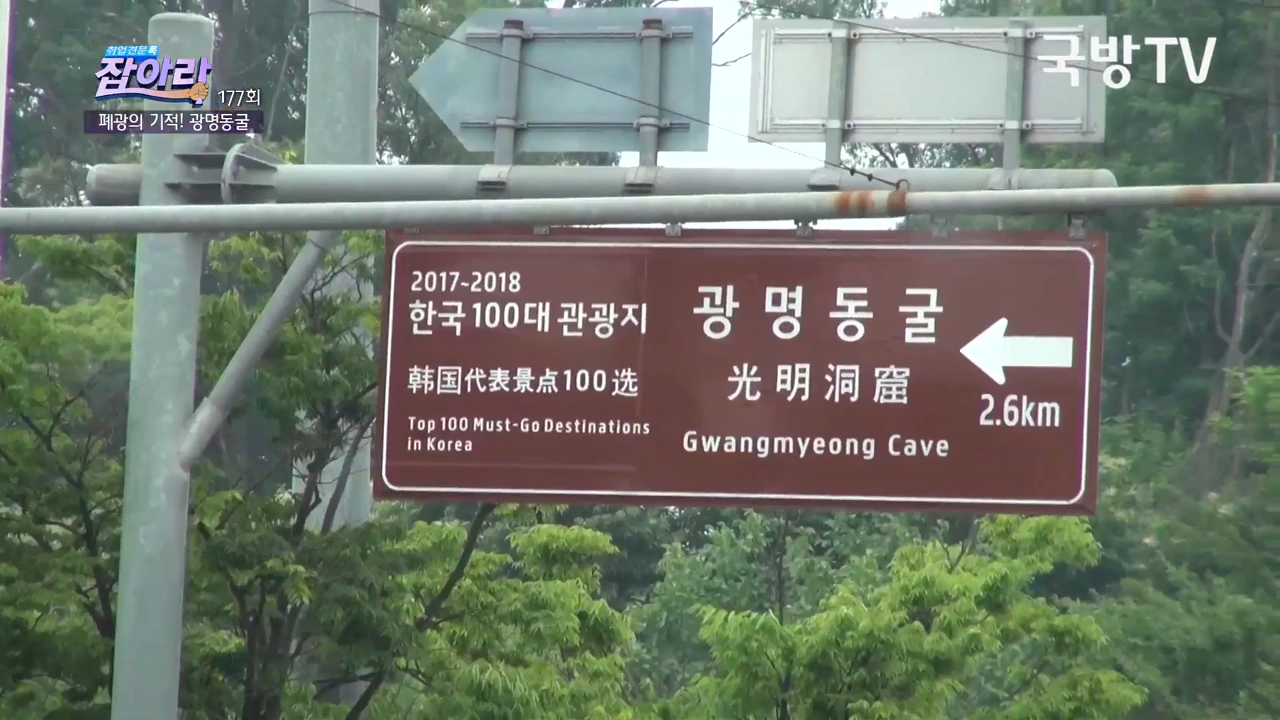 취업견문록
잡아라
177회
폐광의 기적! 광명동굴
국방TV
2017~2018
한국 100대 관광지
韩国代表景点100选
Top 100 Must-Go Destinations
in Korea
광명동굴
光明洞窟
Gwangmyeong Cave
2.6km